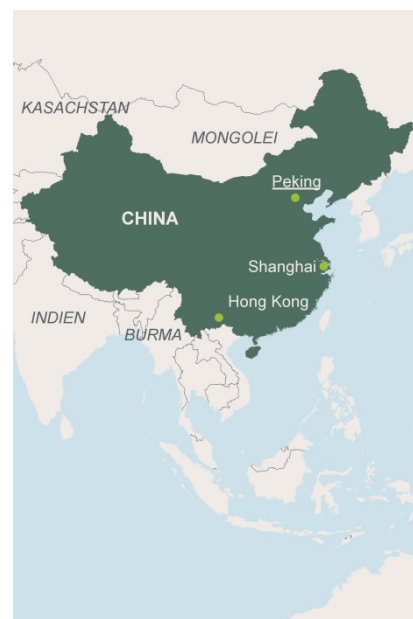 KASACHSTAN
MONGOLEI
Peking
CHINA
Shanghai
Hong Kong
INDIEN
BURMA